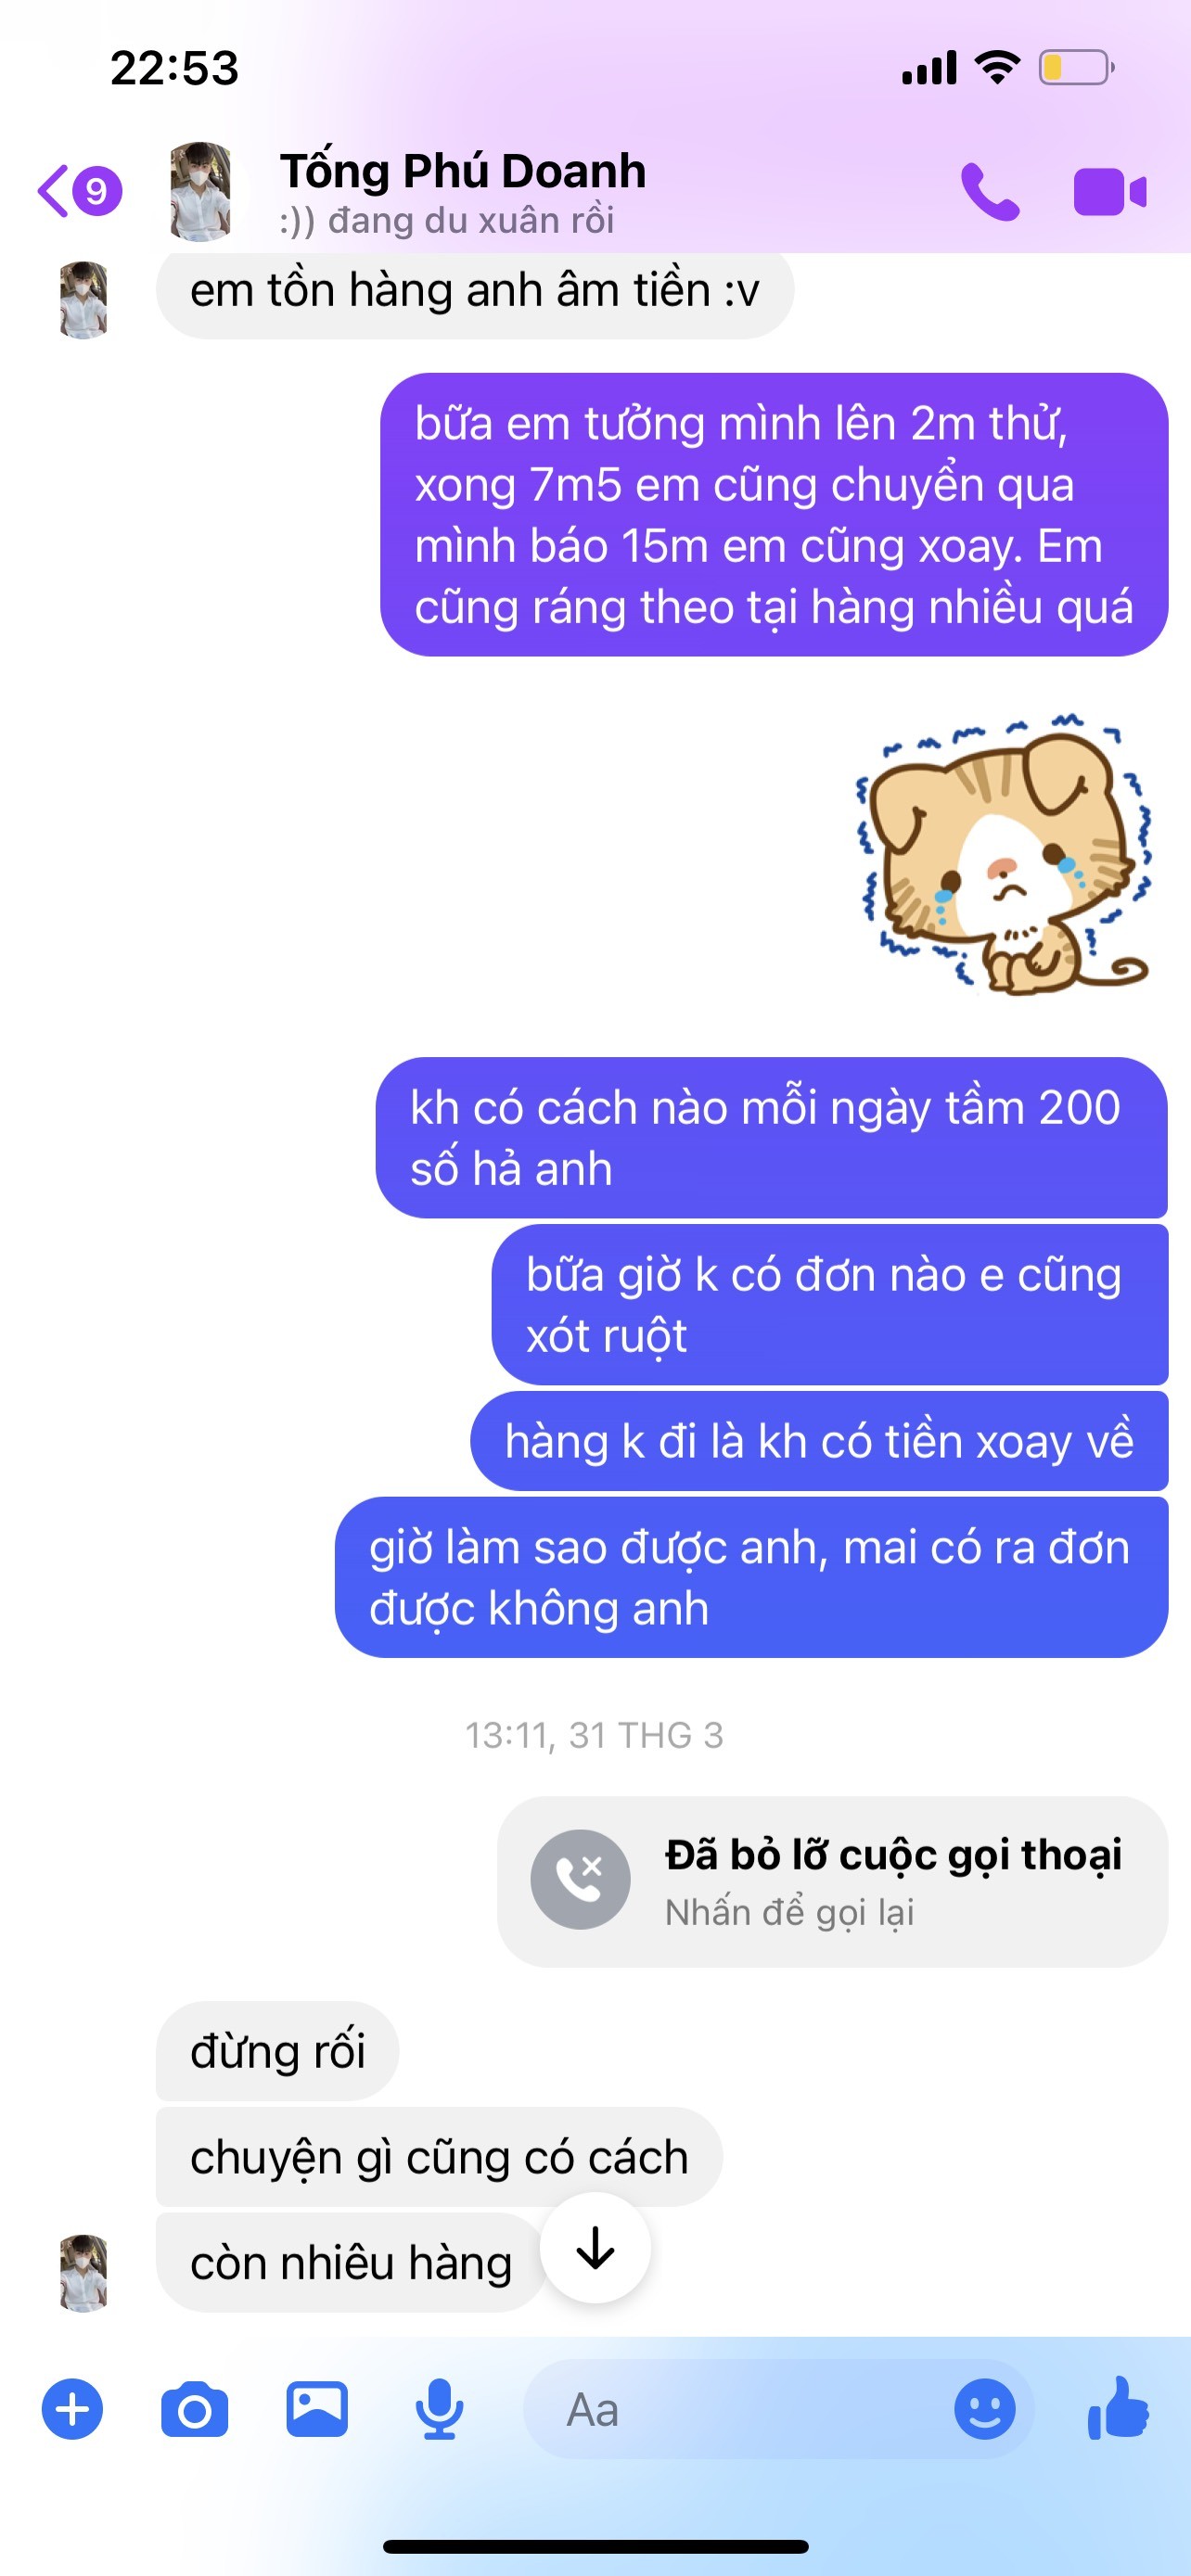 22:53
9
Tống Phú Doanh
:)) đang du xuân rồi
em tồn hàng anh âm tiền :v
bữa em tưởng mình lên 2m thử,
xong 7m5 em cũng chuyển qua
mình báo 15m em cũng xoay. Em
cũng ráng theo tại hàng nhiều quá
kh có cách nào mỗi ngày tầm 200
số hả anh
bữa giờ k có đơn nào e cũng
xót ruột
hàng k đi là kh có tiền xoay về
giờ làm sao được anh, mai có ra đơn
được không anh
13:11, 31 THG 3
Đã bỏ lỡ cuộc gọi thoại
Nhấn để gọi lại
đừng rối
chuyện gì cũng có cách
còn nhiêu hàng
Aa